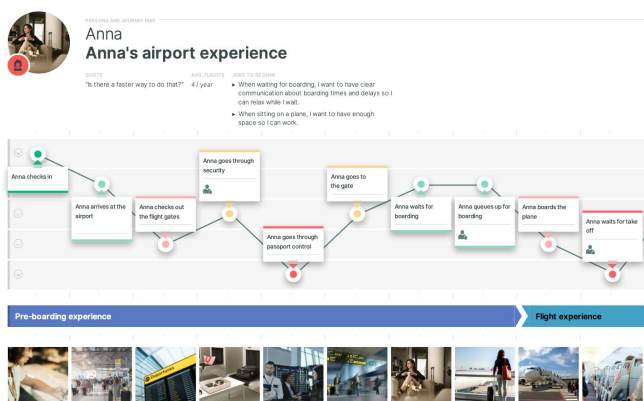 PERSONA AND JOURNEY MAP
Anna
Anna's airport experience
QUOTE
AVG. FLIGHTS
JOBS TO BE DONE
"Is there a faster way to do that?"
4 / year
▸ When waiting for boarding, I want to have clear
communication about boarding times and delays so I
can relax while I wait.
▸ When sitting on a plane, I want to have enough
space so I can work.
Anna checks in
Anna arrives at the
airport
Anna checks out
the flight gates
Anna goes through
security
Anna goes through
passport control
Anna goes to
the gate
Anna waits for
boarding
Anna queues up for
boarding
Anna boards the
plane
Anna waits for take
off
Pre-boarding experience
Flight experience
Departures